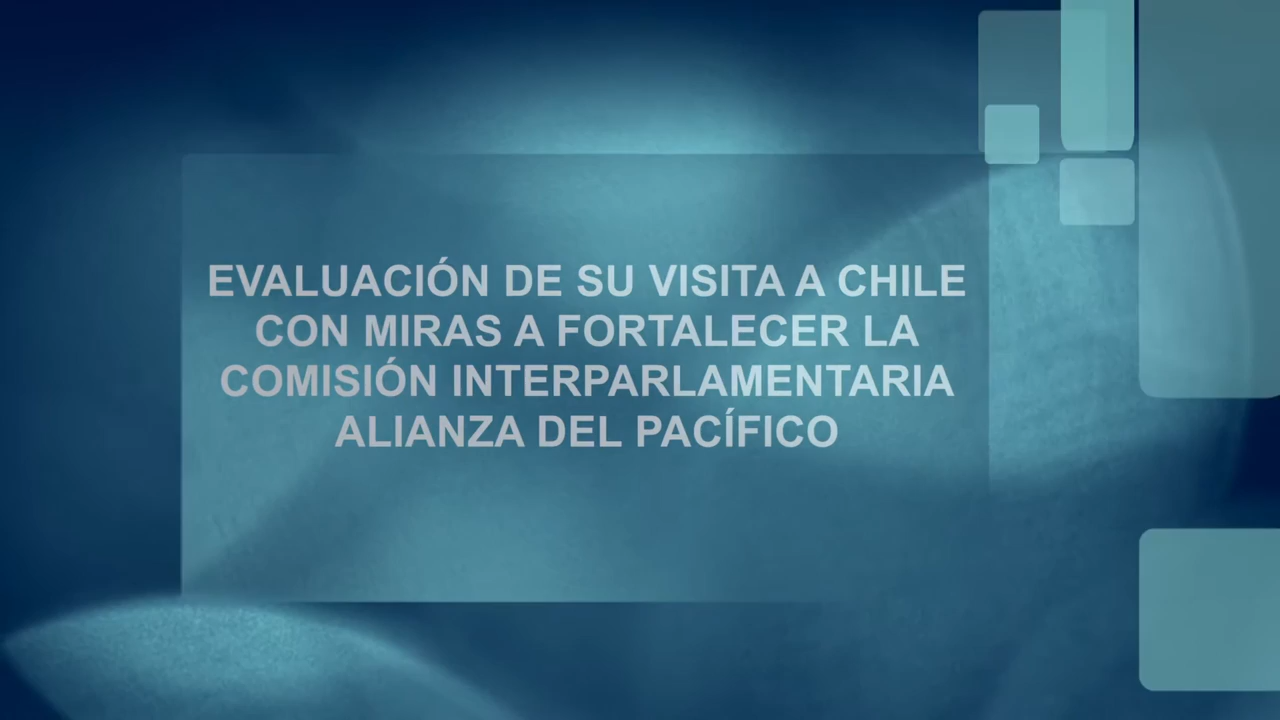 EVALUACIÓN DE SU VISITA A CHILE
CON MIRAS A FORTALECER LA
COMISIÓN INTERPARLAMENTARIA
ALIANZA DEL PACÍFICO